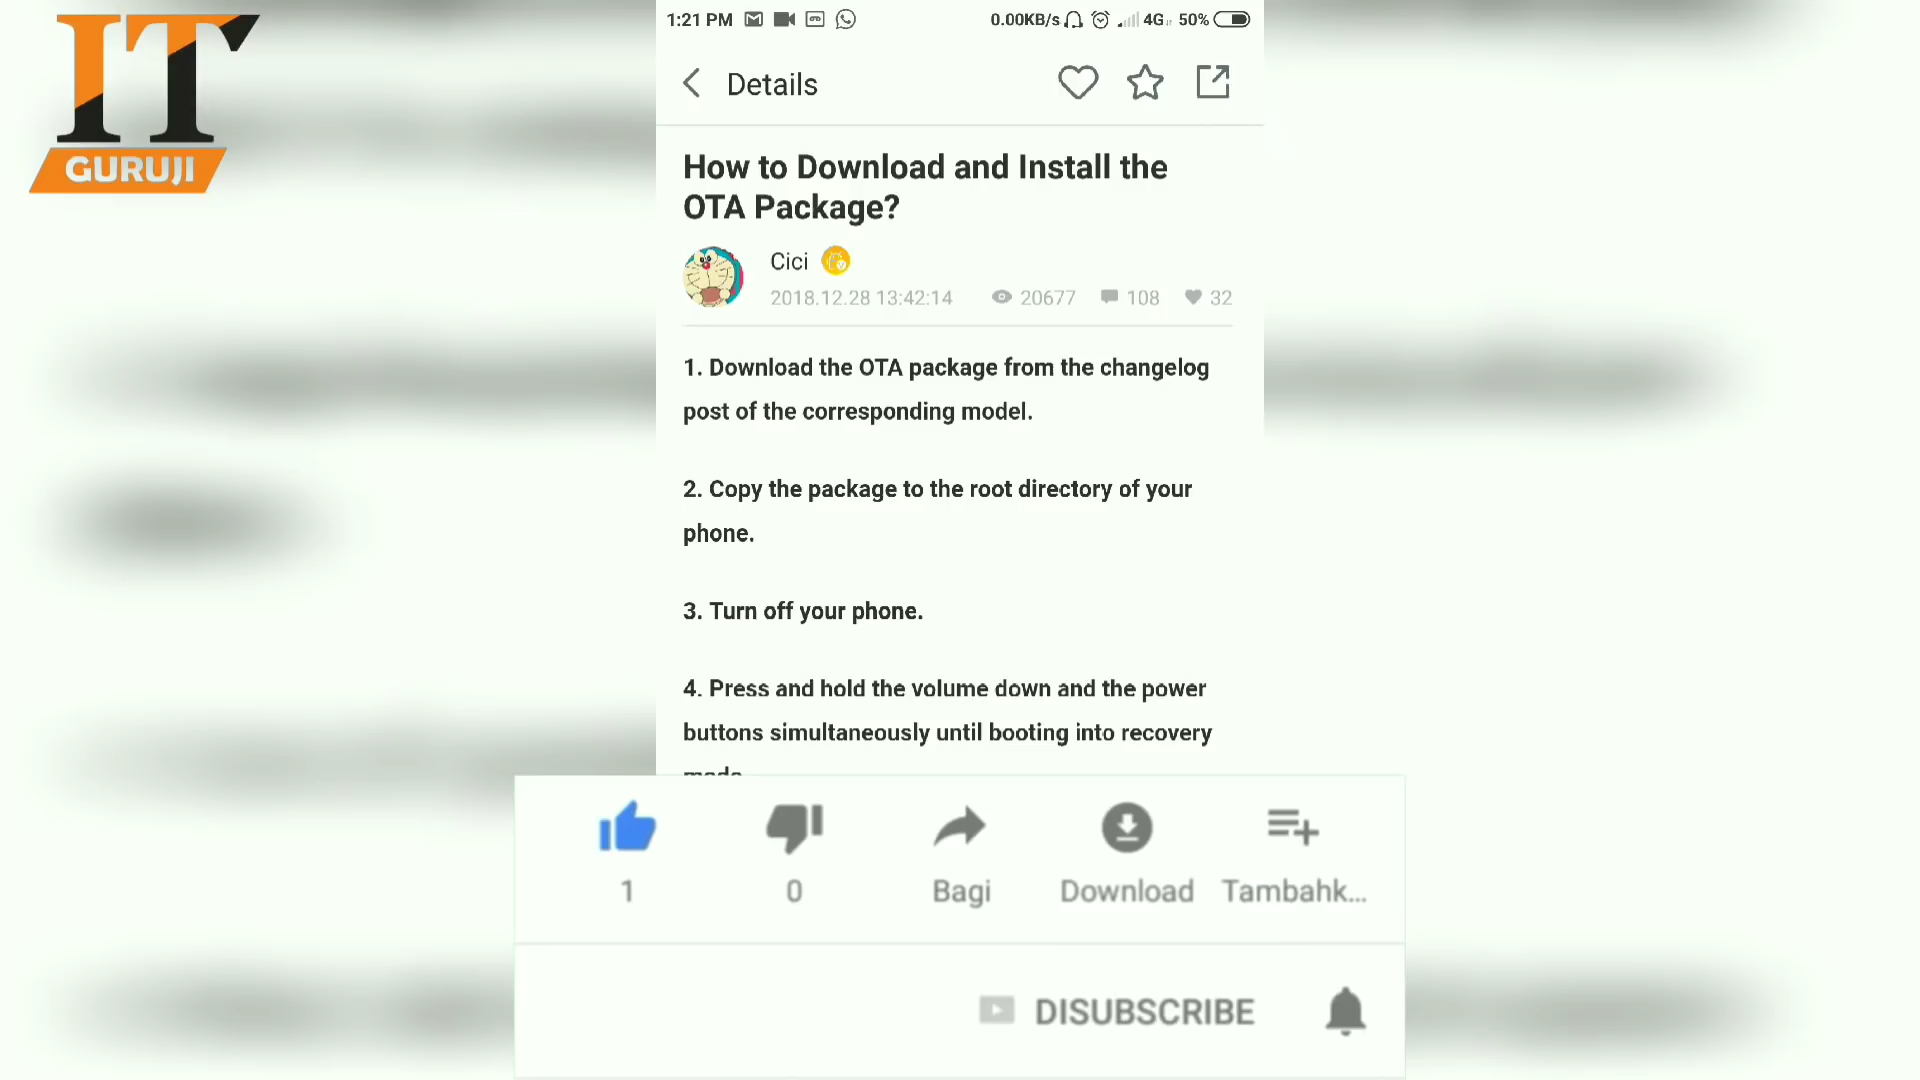 IT
GURUJI
1:21 PM 0.00KB/s 4G 50%
Details
How to Download and Install the
OTA Package?
Cici
2018.12.28 13:42:14 20677 108 32
1. Download the OTA package from the changelog
post of the corresponding model.
2. Copy the package to the root directory of your
phone.
3. Turn off your phone.
4. Press and hold the volume down and the power
buttons simultaneously until booting into recovery
1 0 Bagi Download Tambahk...
DISUBSCRIBE